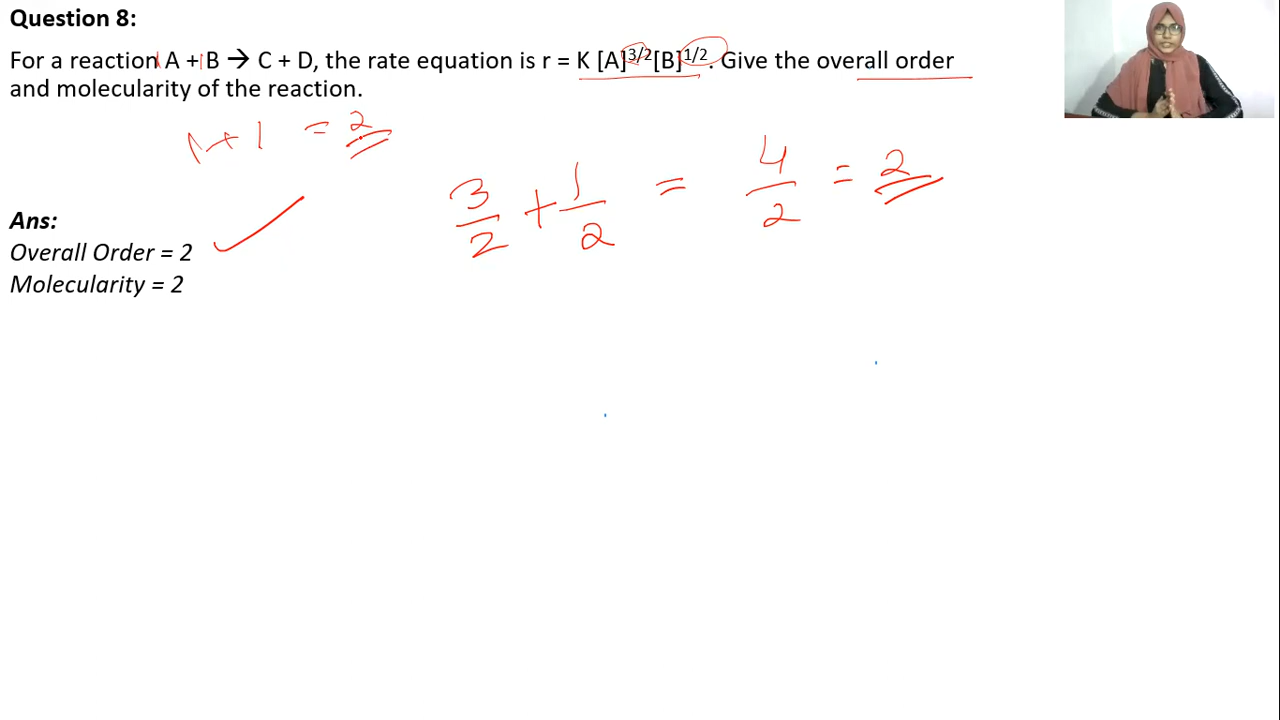 Question 8:
For a reaction A + B → C + D, the rate equation is r = K [A]3/2 [B]1/2. Give the overall order
and molecularity of the reaction.
1+1 = 2
3/2 + 1/2 = 4/2 = 2
Ans:
Overall Order = 2
Molecularity = 2